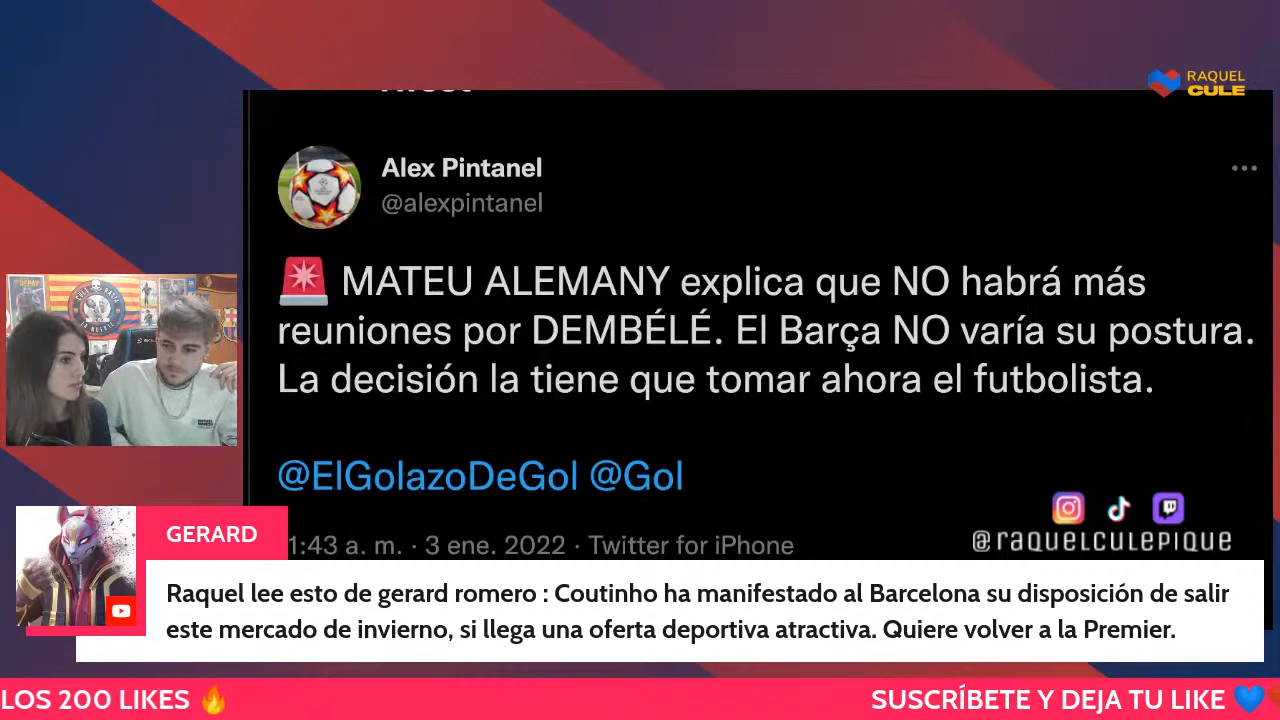 RAQUEL
CULE
Tweet
Alex Pintanel
@alexpintanel
MATEU ALEMANY explica que NO habrá más
reuniones por DEMBÉLÉ. El Barça NO varía su postura.
La decisión la tiene que tomar ahora el futbolista.
@ElGolazoDeGol @Gol
1:43 a. m. · 3 ene. 2022 · Twitter for iPhone
@raquelculepique
GERARD
Raquel lee esto de gerard romero : Coutinho ha manifestado al Barcelona su disposición de salir
este mercado de invierno, si llega una oferta deportiva atractiva. Quiere volver a la Premier.
LOS 200 LIKES 🔥 SUSCRÍBETE Y DEJA TU LIKE 💙